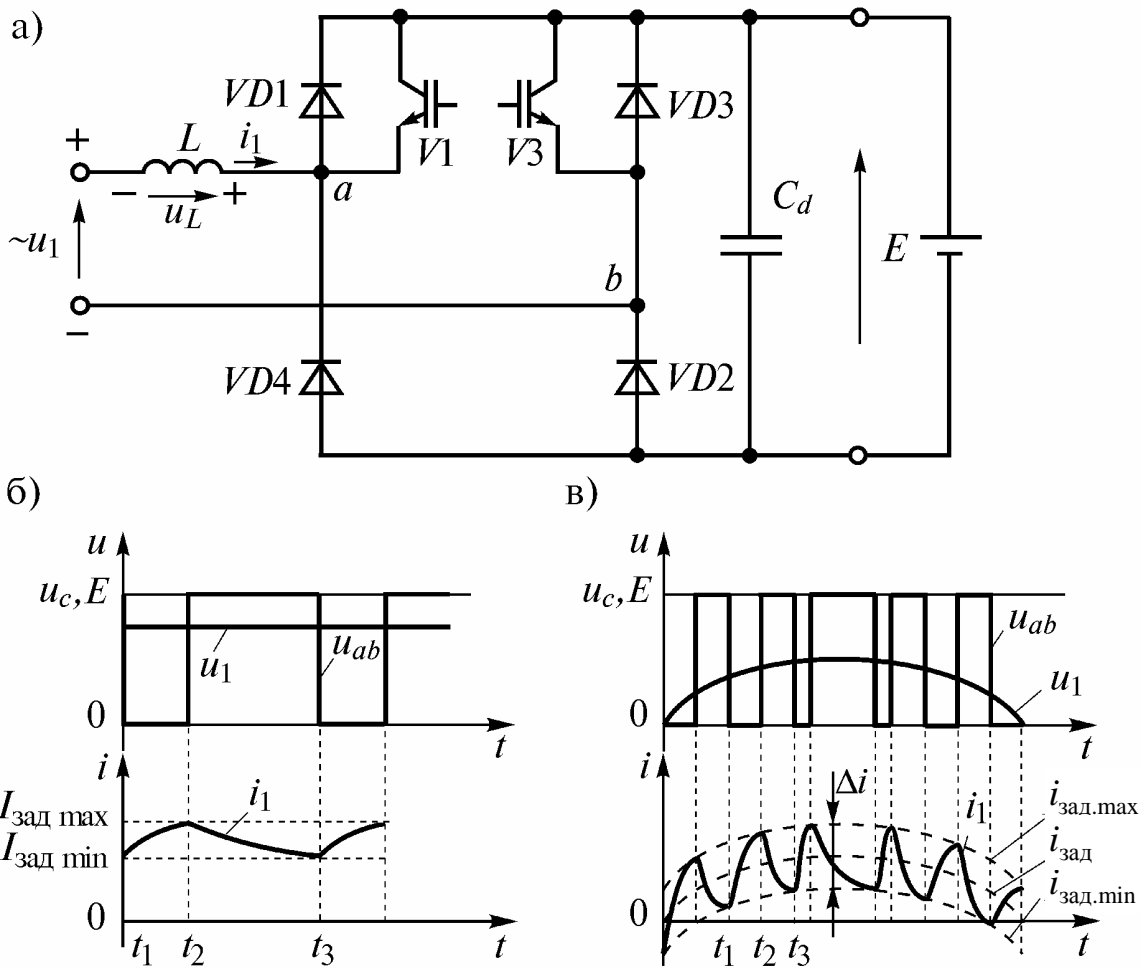 а)
VD1
V1
V3
VD3
+
L
i1
a
− +
uL
Cd
~u1
E
b
−
VD4
VD2
б)
в)
u
u
uc, E
uc, E
u1
uab
uab
u1
0
0
t
t
i
i
Iзад max
i1
Δi
i1
iзад.max
Iзад min
iзад
iзад.min
0
0
t1 t2 t3 t
t1 t2 t3 t